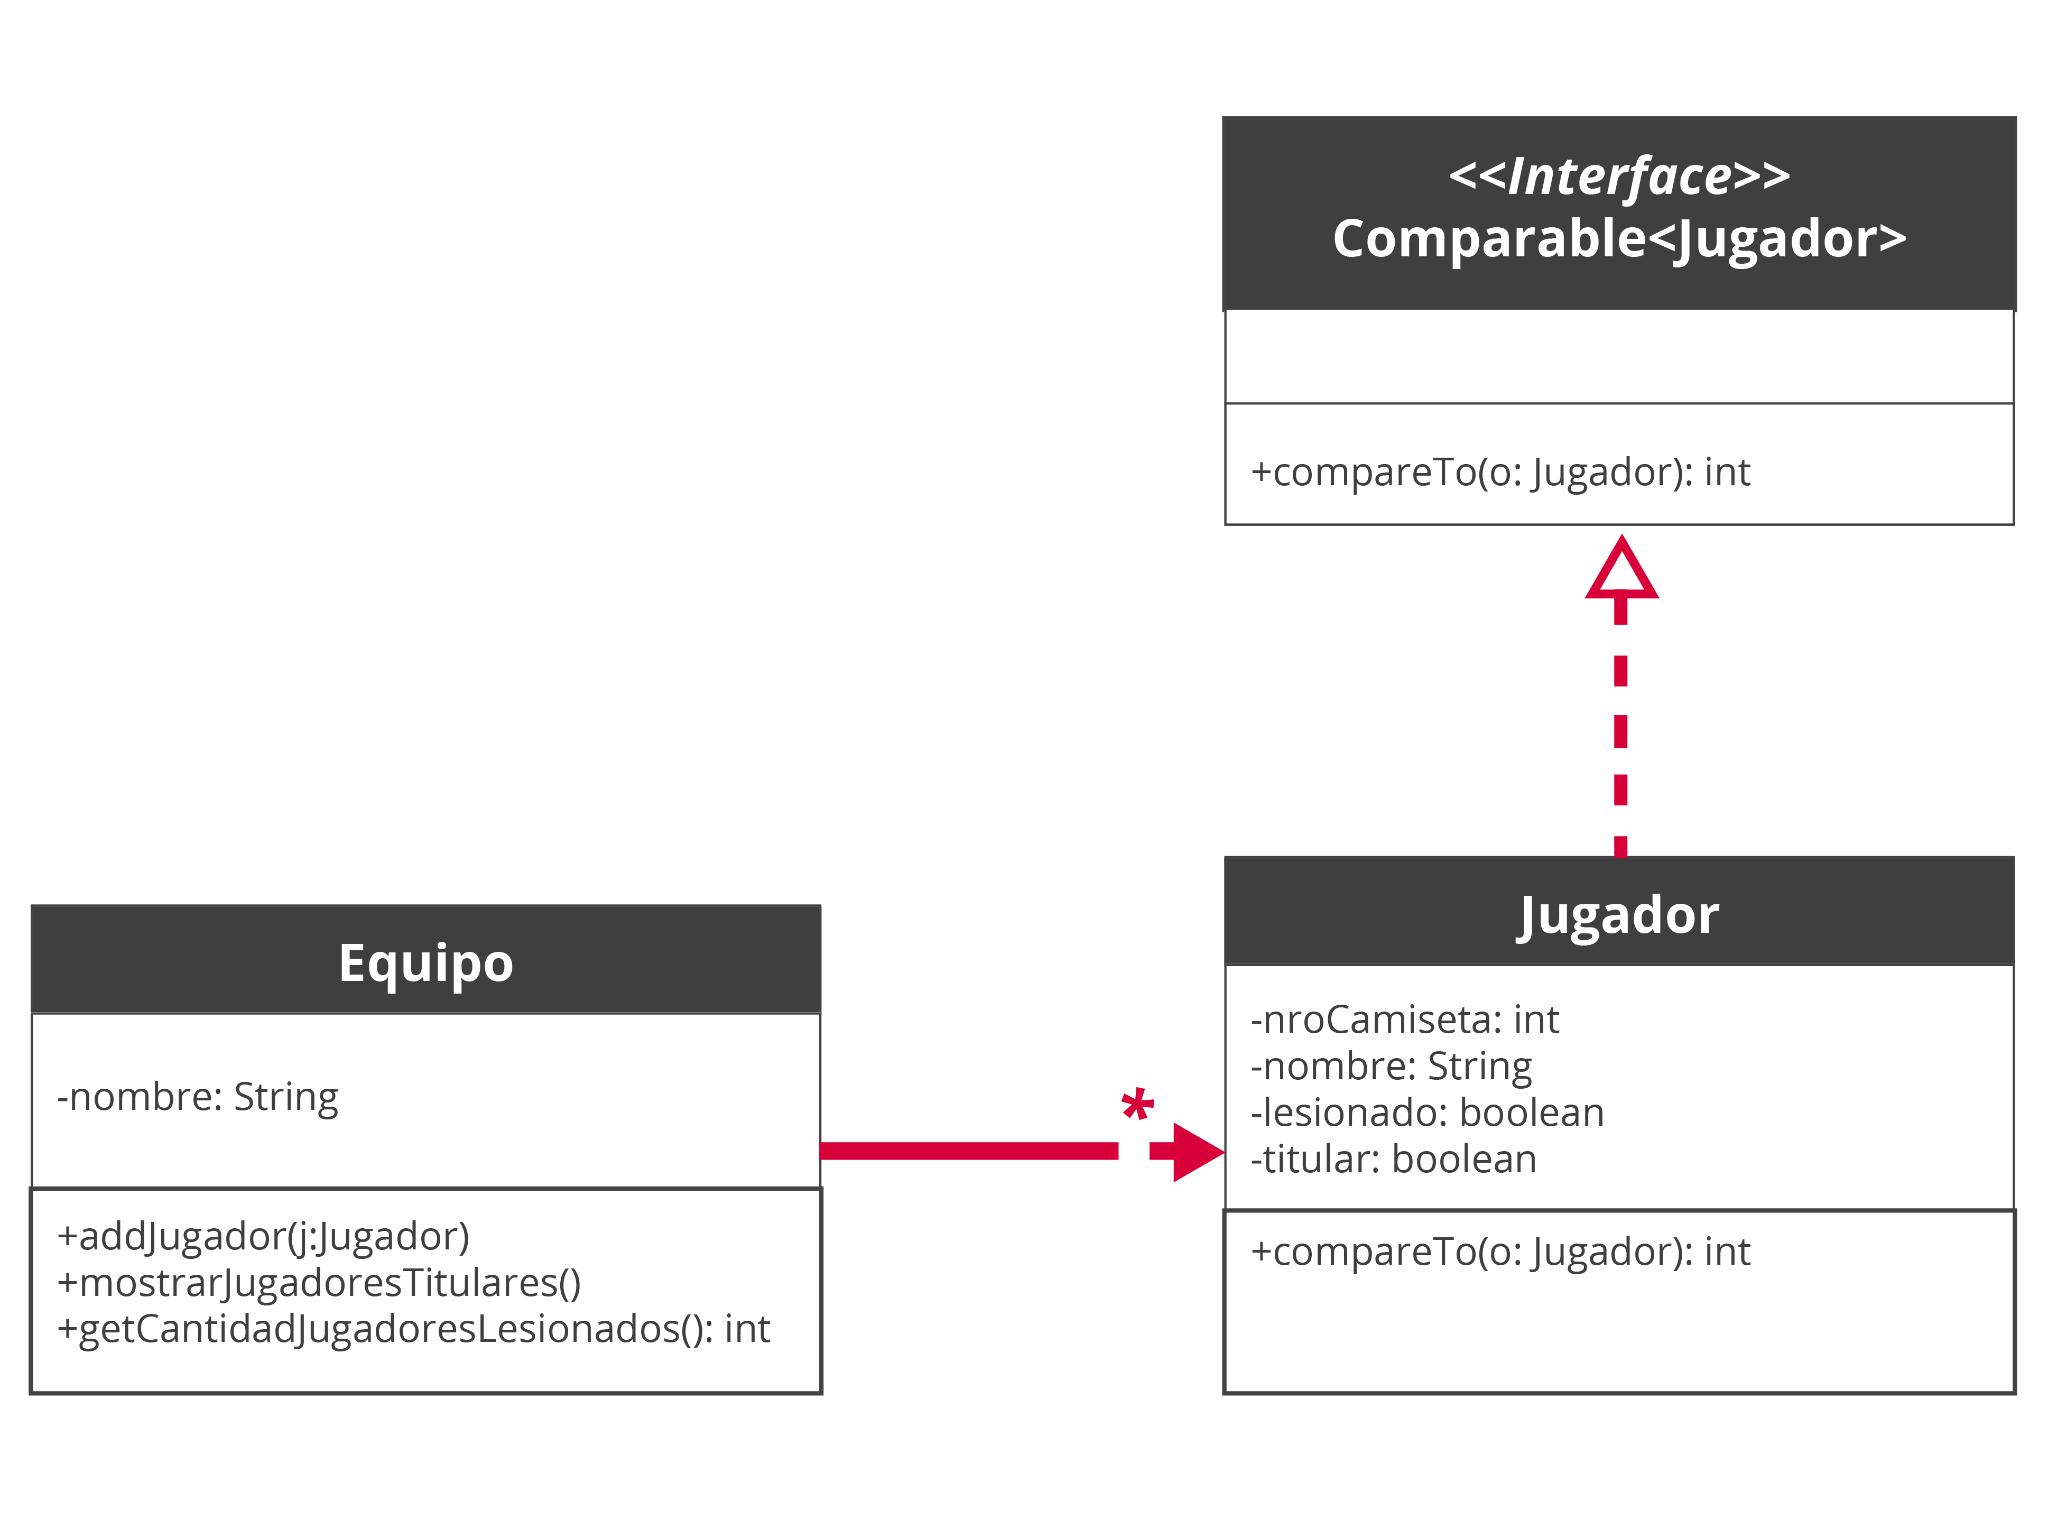 <<Interface>>
Comparable<Jugador>
+compareTo(o: Jugador): int
Equipo
-nombre: String
+addJugador(j:Jugador)
+mostrarJugadoresTitulares()
+getCantidadJugadoresLesionados(): int
*
Jugador
-nroCamiseta: int
-nombre: String
-lesionado: boolean
-titular: boolean
+compareTo(o: Jugador): int